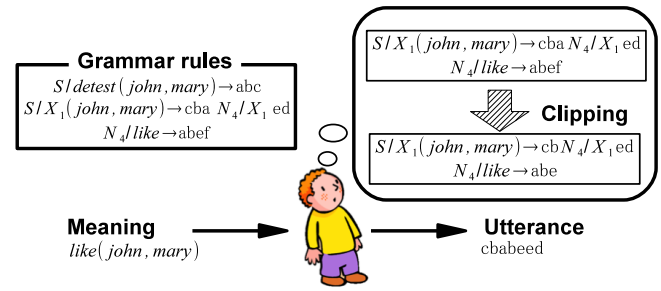 Grammar rules
S/detest(john, mary)→abc
S/X₁(john, mary)→cba N₄/X₁ ed
N₄/like→abef
S/X₁(john, mary)→cba N₄/X₁ ed
N₄/like→abef
Clipping
S/X₁(john, mary)→cb N₄/X₁ ed
N₄/like→abe
Meaning
like(john, mary)
Utterance
cbabeed